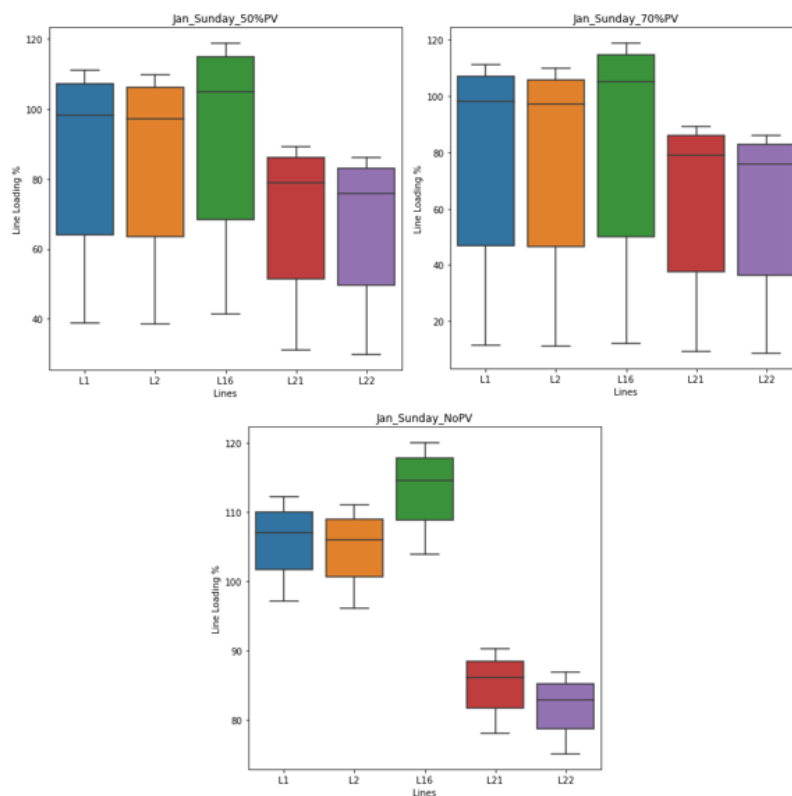 Jan_Sunday_50%PV
Line Loading %
120
100
80
60
40
L1 L2 L16 L21 L22
Lines
Jan_Sunday_70%PV
Line Loading %
120
100
80
60
40
20
L1 L2 L16 L21 L22
Lines
Jan_Sunday_NoPV
Line Loading %
120
110
100
90
80
L1 L2 L16 L21 L22
Lines